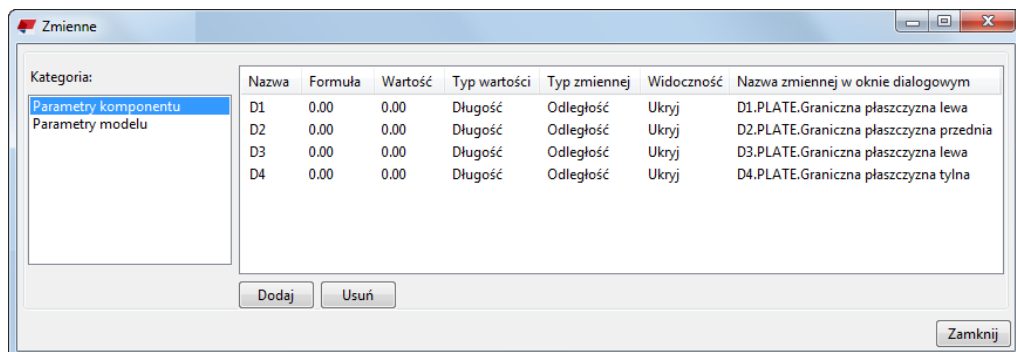 Zmienne
Kategoria:
Parametry komponentu
Parametry modelu
Nazwa Formuła Wartość Typ wartości Typ zmiennej Widoczność Nazwa zmiennej w oknie dialogowym
D1 0.00 0.00 Długość Odległość Ukryj D1.PLATE.Graniczna płaszczyzna lewa
D2 0.00 0.00 Długość Odległość Ukryj D2.PLATE.Graniczna płaszczyzna przednia
D3 0.00 0.00 Długość Odległość Ukryj D3.PLATE.Graniczna płaszczyzna lewa
D4 0.00 0.00 Długość Odległość Ukryj D4.PLATE.Graniczna płaszczyzna tylna
Dodaj Usuń
Zamknij